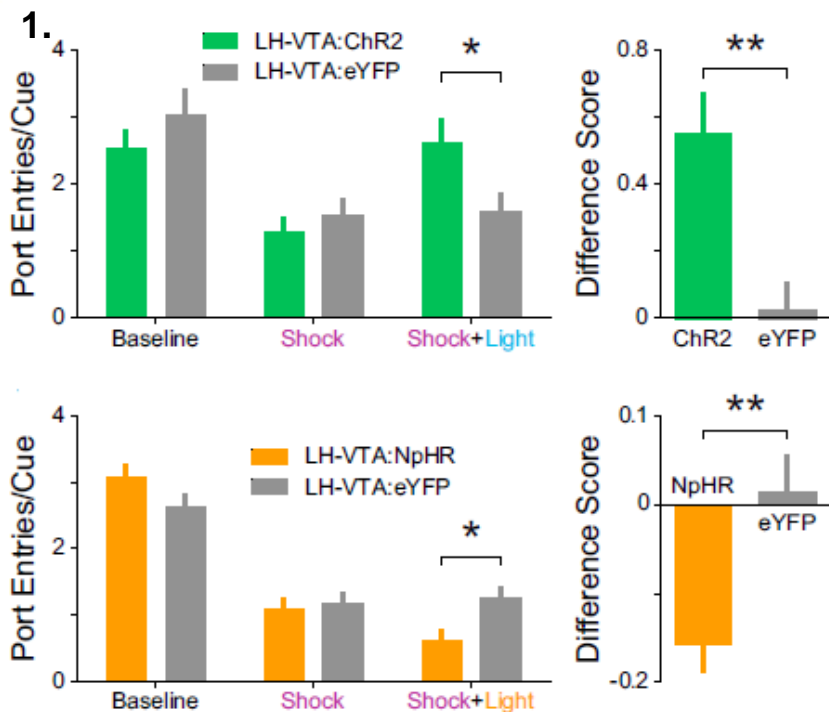 1.
LH-VTA:ChR2
LH-VTA:eYFP
*
Port Entries/Cue
4
2
0
Baseline
Shock
Shock+Light
**
Difference Score
0.8
0.4
0
ChR2
eYFP
LH-VTA:NpHR
LH-VTA:eYFP
*
Port Entries/Cue
4
2
0
Baseline
Shock
Shock+Light
**
Difference Score
0.1
0
-0.2
NpHR
eYFP